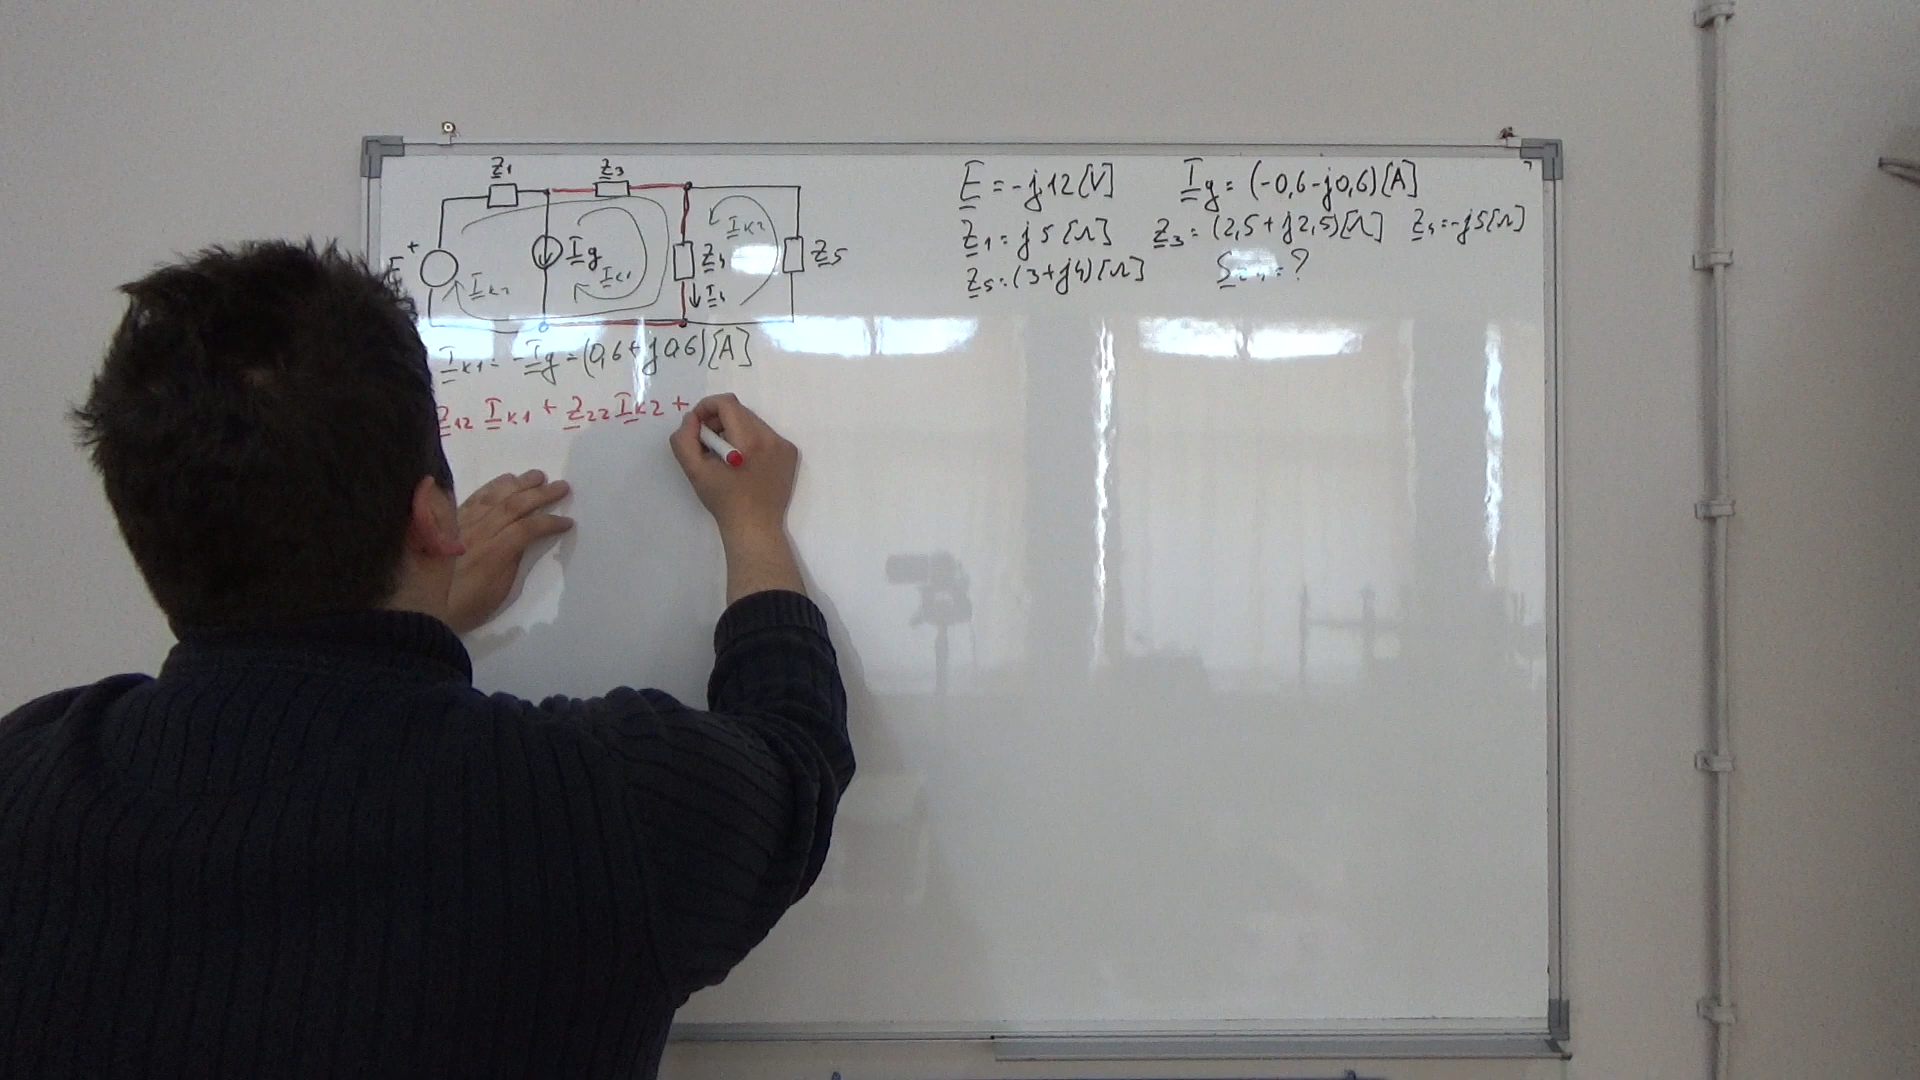 Z1 Z3
+ E Ig Z4 Z5
Ik2 Ik1 I4
E = -j12[V] Ig = (-0,6-j0,6)[A]
Z1 = j5[Ω] Z3 = (2,5+j2,5)[Ω] Z4 = -j5[Ω]
Z5 = (3+j4)[Ω] = ?
Ik1 = -Ig = (0,6+j0,6)[A]
Z12 Ik1 + Z22 Ik2 +